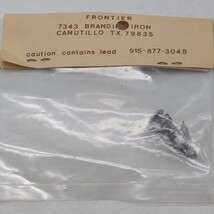 FRONTIER
7343 BRANDING IRON
CANUTILLO TX. 79835
caution contains lead 915-877-3048